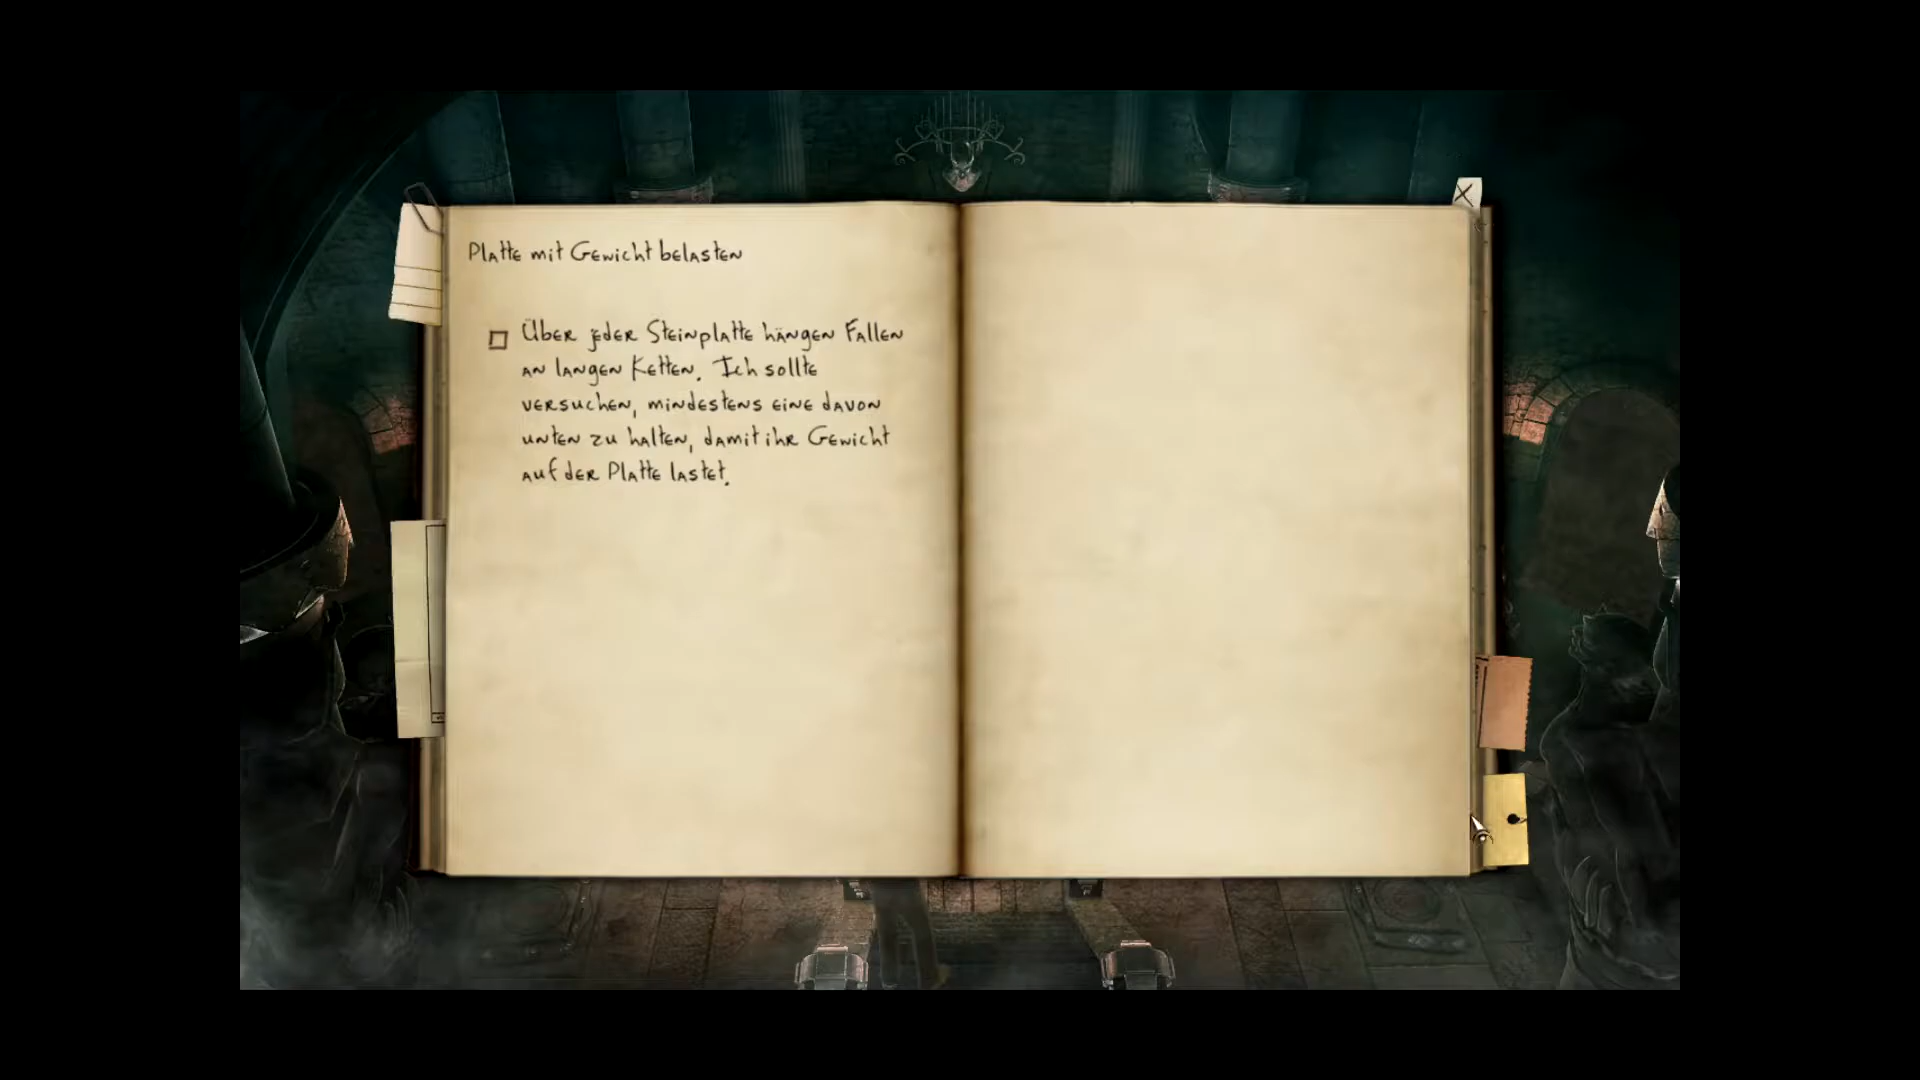 Platte mit Gewicht belasten
Über jeder Steinplatte hängen Fallen
an langen Ketten. Ich sollte
versuchen, mindestens eine davon
unten zu halten, damit ihr Gewicht
auf der Platte lastet.